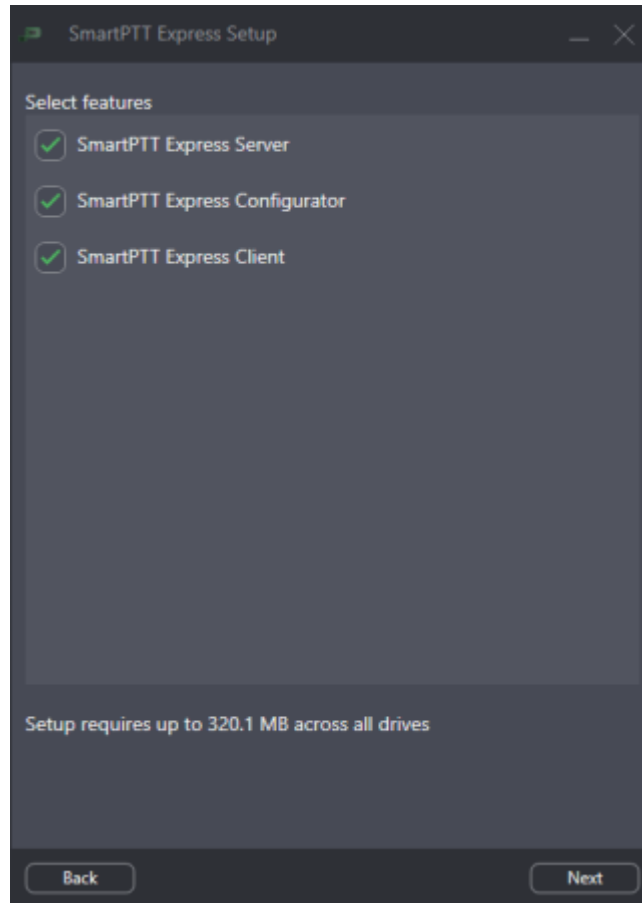 SmartPTT Express Setup
Select features
SmartPTT Express Server
SmartPTT Express Configurator
SmartPTT Express Client
Setup requires up to 320.1 MB across all drives
Back
Next